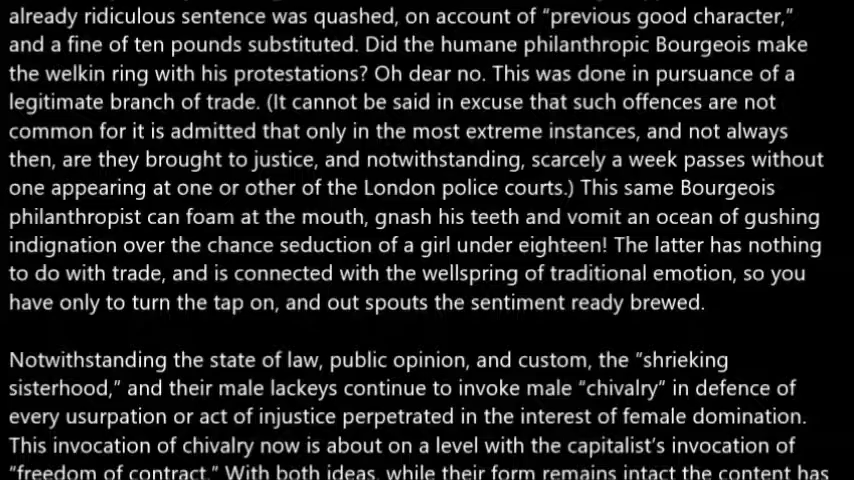 already ridiculous sentence was quashed, on account of “previous good character,”
and a fine of ten pounds substituted. Did the humane philanthropic Bourgeois make
the welkin ring with his protestations? Oh dear no. This was done in pursuance of a
legitimate branch of trade. (It cannot be said in excuse that such offences are not
common for it is admitted that only in the most extreme instances, and not always
then, are they brought to justice, and notwithstanding, scarcely a week passes without
one appearing at one or other of the London police courts.) This same Bourgeois
philanthropist can foam at the mouth, gnash his teeth and vomit an ocean of gushing
indignation over the chance seduction of a girl under eighteen! The latter has nothing
to do with trade, and is connected with the wellspring of traditional emotion, so you
have only to turn the tap on, and out spouts the sentiment ready brewed.
Notwithstanding the state of law, public opinion, and custom, the “shrieking
sisterhood,” and their male lackeys continue to invoke male “chivalry” in defence of
every usurpation or act of injustice perpetrated in the interest of female domination.
This invocation of chivalry now is about on a level with the capitalist’s invocation of
“freedom of contract.” With both ideas, while their form remains intact the content has